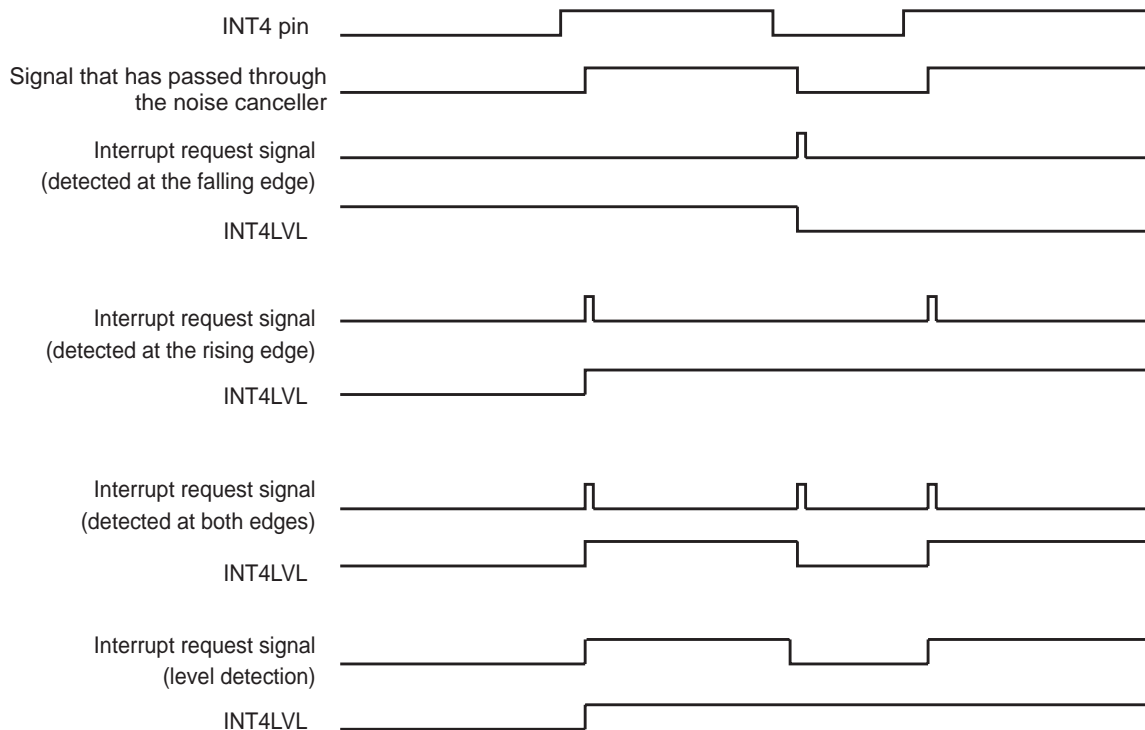 INT4 pin
Signal that has passed through
the noise canceller
Interrupt request signal
(detected at the falling edge)
INT4LVL
Interrupt request signal
(detected at the rising edge)
INT4LVL
Interrupt request signal
(detected at both edges)
INT4LVL
Interrupt request signal
(level detection)
INT4LVL